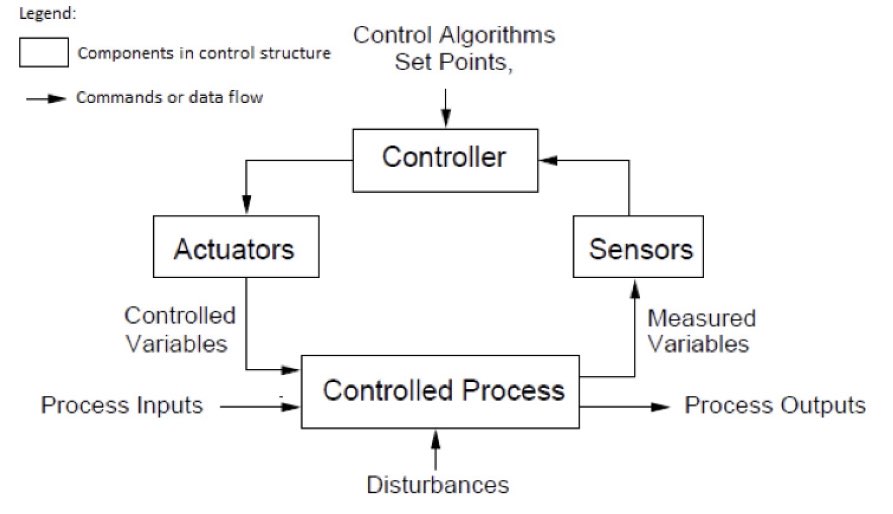 Legend:
Components in control structure
Commands or data flow
Control Algorithms
Set Points,
Controller
Actuators
Sensors
Controlled
Variables
Measured
Variables
Controlled Process
Process Inputs
Process Outputs
Disturbances